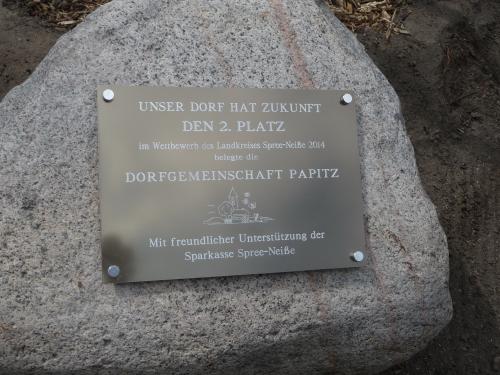 UNSER DORF HAT ZUKUNFT
DEN 2. PLATZ
im Wettbewerb des Landkreises Spree-Neiße 2014
belegte die
DORFGEMEINSCHAFT PAPITZ
Mit freundlicher Unterstützung der
Sparkasse Spree-Neiße